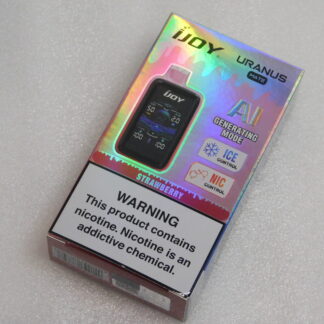 iJOY URANUS
MATE
AI
GENERATING
MODE
iJOY
ICE
CONTROL
NIC
CONTROL
STRAWBERRY
WARNING:
This product contains
nicotine. Nicotine is an
addictive chemical.